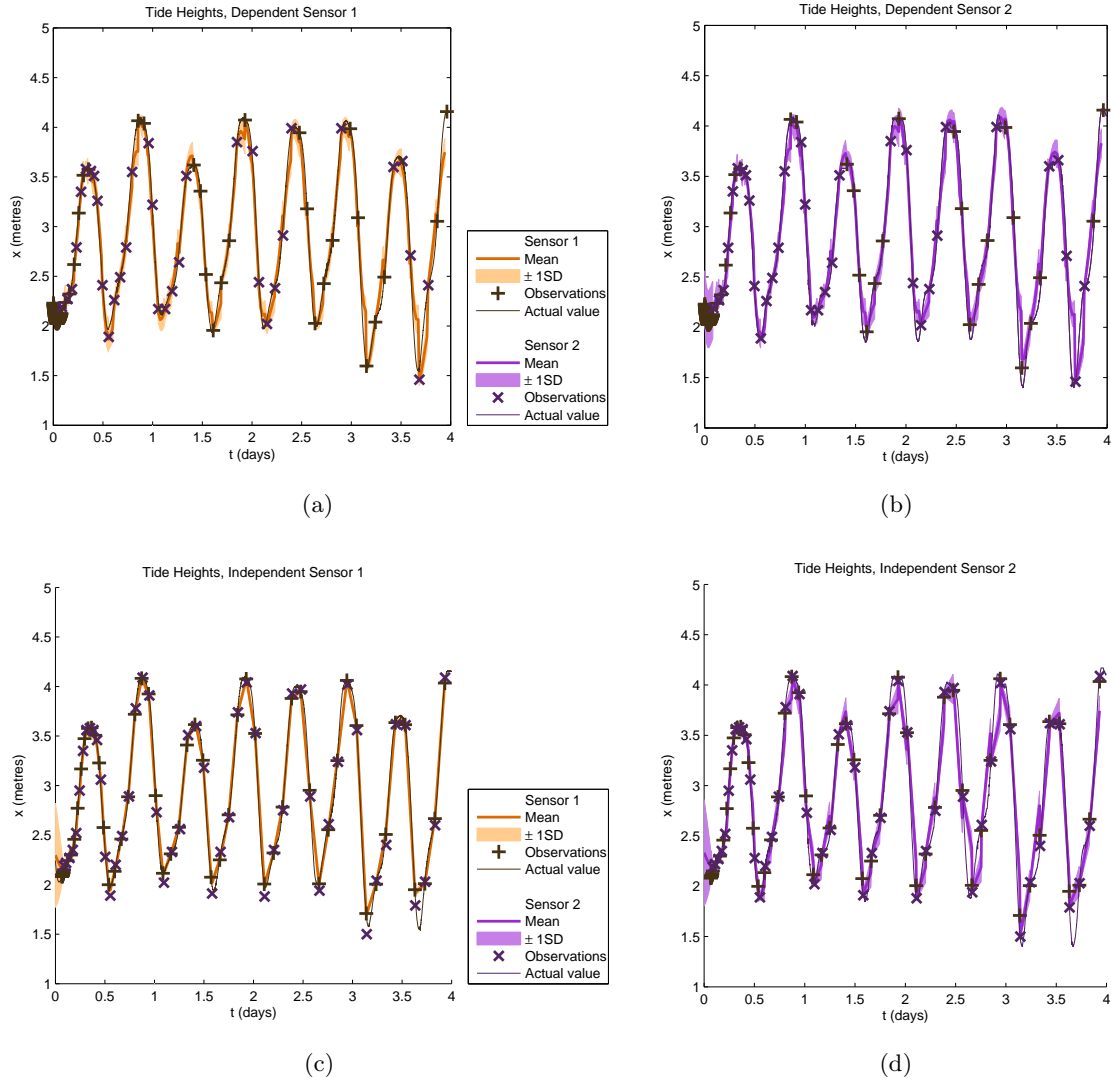 Tide Heights, Dependent Sensor 1
5
4.5
4
3.5
3
2.5
2
1.5
1
x (metres)
0 0.5 1 1.5 2 2.5 3 3.5 4
t (days)
Sensor 1
Mean
± 1SD
Observations
Actual value
Sensor 2
Mean
± 1SD
Observations
Actual value
(a)
Tide Heights, Dependent Sensor 2
5
4.5
4
3.5
3
2.5
2
1.5
1
x (metres)
0 0.5 1 1.5 2 2.5 3 3.5 4
t (days)
(b)
Tide Heights, Independent Sensor 1
5
4.5
4
3.5
3
2.5
2
1.5
1
x (metres)
0 0.5 1 1.5 2 2.5 3 3.5 4
t (days)
Sensor 1
Mean
± 1SD
Observations
Actual value
Sensor 2
Mean
± 1SD
Observations
Actual value
(c)
Tide Heights, Independent Sensor 2
5
4.5
4
3.5
3
2.5
2
1.5
1
x (metres)
0 0.5 1 1.5 2 2.5 3 3.5 4
t (days)
(d)